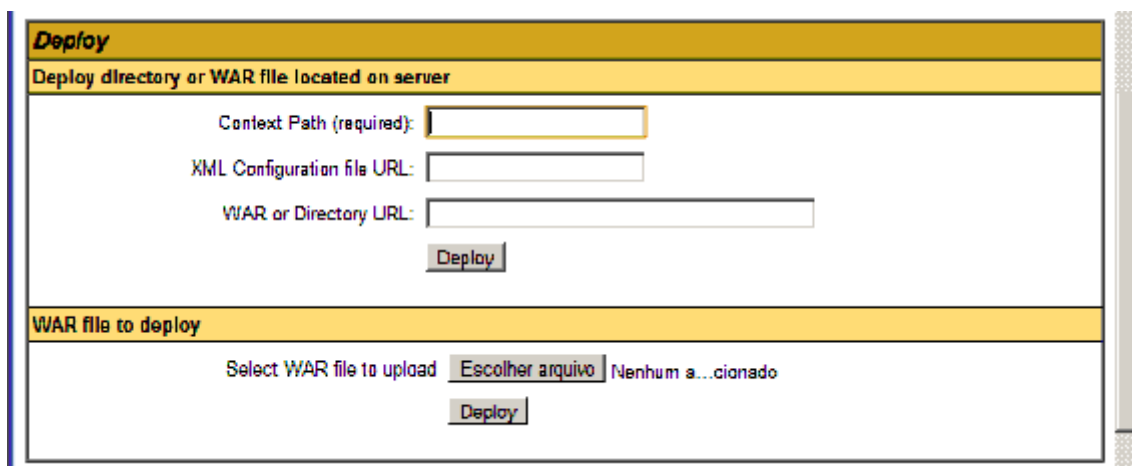 Deploy
Deploy directory or WAR file located on server
Context Path (required):
XML Configuration file URL:
WAR or Directory URL:
Deploy
WAR file to deploy
Select WAR file to upload Escolher arquivo Nenhum a...cionado
Deploy